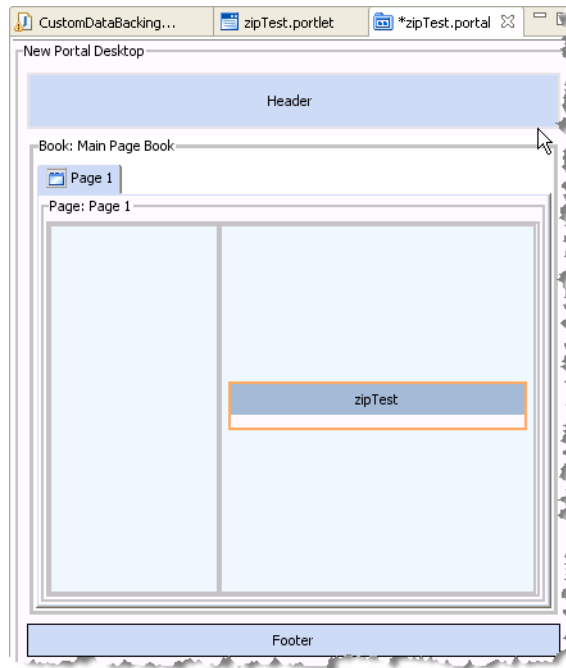 CustomDataBacking... zipTest.portlet *zipTest.portal
New Portal Desktop
Header
Book: Main Page Book
Page 1
Page: Page 1
zipTest
Footer